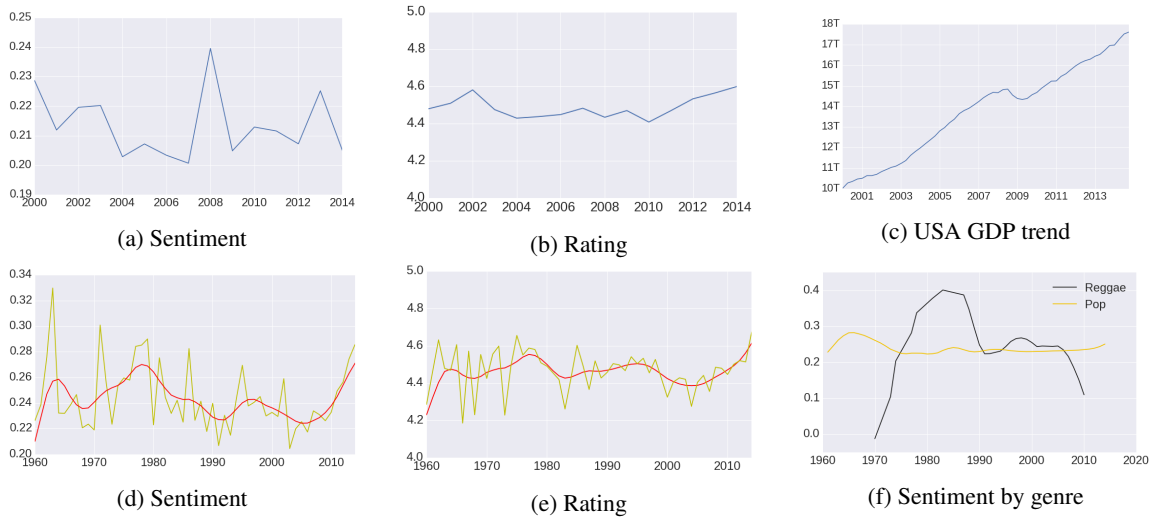 0.25
0.24
0.23
0.22
0.21
0.20
0.19
2000 2002 2004 2006 2008 2010 2012 2014
(a) Sentiment
5.0
4.8
4.6
4.4
4.2
4.0
2000 2002 2004 2006 2008 2010 2012 2014
(b) Rating
18T
17T
16T
15T
14T
13T
12T
11T
10T
2001 2003 2005 2007 2009 2011 2013
(c) USA GDP trend
0.34
0.32
0.30
0.28
0.26
0.24
0.22
0.20
1960 1970 1980 1990 2000 2010
(d) Sentiment
5.0
4.8
4.6
4.4
4.2
4.0
1960 1970 1980 1990 2000 2010
(e) Rating
Reggae
Pop
0.4
0.3
0.2
0.1
0.0
1960 1970 1980 1990 2000 2010 2020
(f) Sentiment by genre